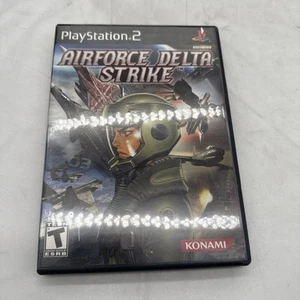 PlayStation 2
AIRFORCE DELTA
STRIKE
T
ESRB
KONAMI